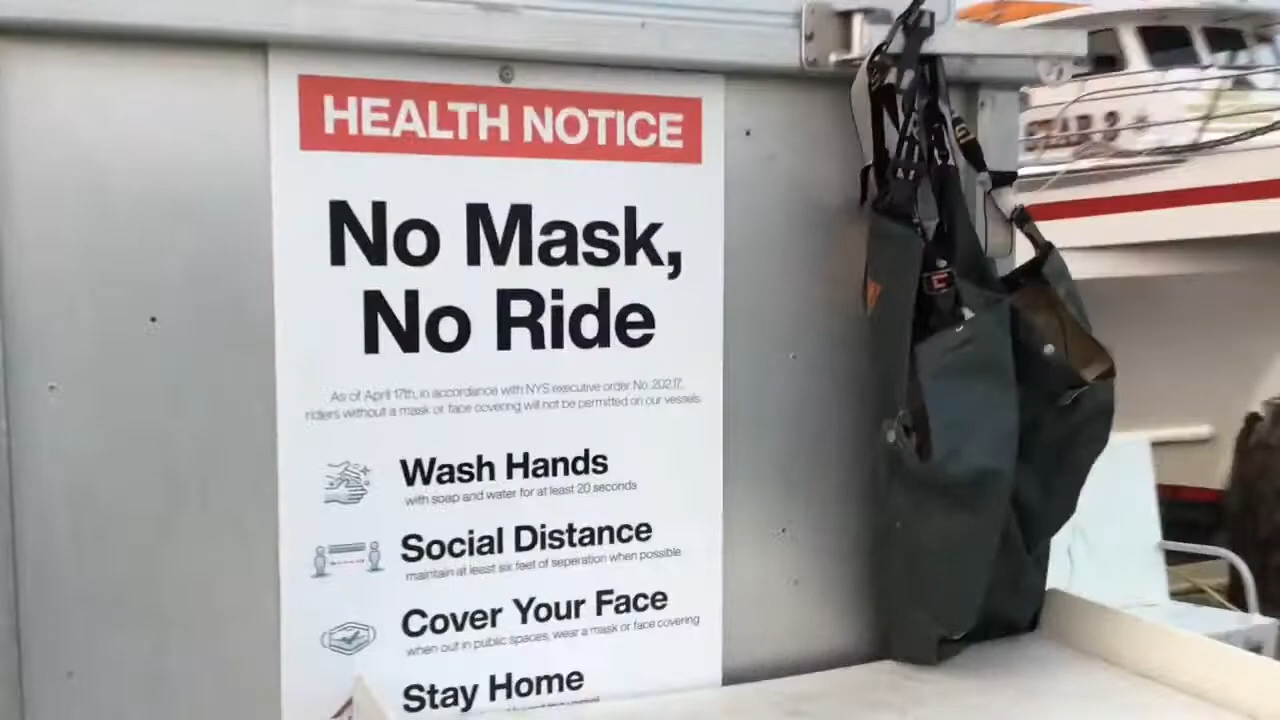 HEALTH NOTICE
No Mask,
No Ride
As of April 17th, in accordance with NYS executive order No. 202.17,
riders without a mask or face covering will not be permitted on our vessels.
Wash Hands
with soap and water for at least 20 seconds
Social Distance
maintain at least six feet of seperation when possible
Cover Your Face
when out in public spaces, wear a mask or face covering
Stay Home
STAR